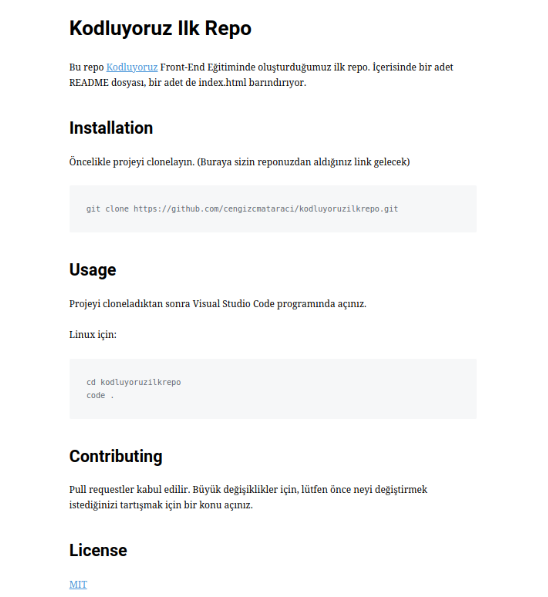 Kodluyoruz Ilk Repo
Bu repo Kodluyoruz Front-End Eğitiminde oluşturduğumuz ilk repo. İçerisinde bir adet
README dosyası, bir adet de index.html barındırıyor.
Installation
Öncelikle projeyi clonelayın. (Buraya sizin reponuzdan aldığınız link gelecek)
git clone https://github.com/cengizcmataraci/kodluyoruzilkrepo.git
Usage
Projeyi cloneladıktan sonra Visual Studio Code programında açınız.
Linux için:
cd kodluyoruzilkrepo
code .
Contributing
Pull requestler kabul edilir. Büyük değişiklikler için, lütfen önce neyi değiştirmek
istediğinizi tartışmak için bir konu açınız.
License
MIT